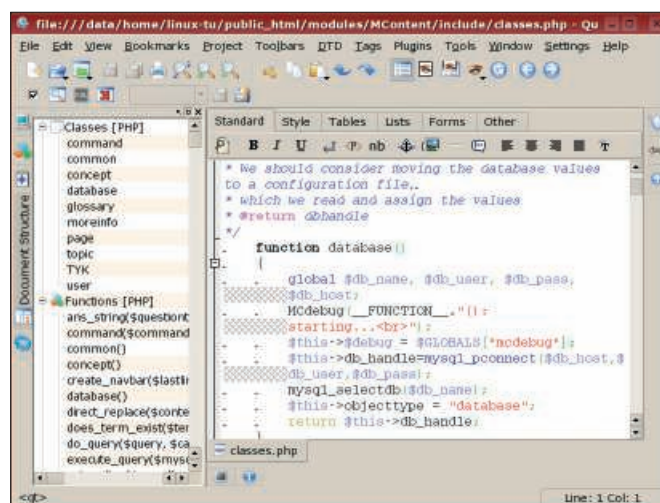 file:///data/home/linux-tu/public_html/modules/MContent/include/classes.php - Qu
File Edit View Bookmarks Project Toolbars DTD Tags Plugins Tools Window Settings Help
Classes [PHP]
command
common
concept
database
glossary
moreinfo
page
topic
TYK
user
Functions [PHP]
ans_string($questiont
command($command
common()
concept()
create_navbar($lastli
database()
direct_replace($conte
does_term_exist($ter
do_query($query, $ca
execute_query($mys
Document Structure
Standard Style Tables Lists Forms Other
B I U nb
* We should consider moving the database values
to a configuration file,.
* which we read and assign the values
* @return dbhandle
*/
function database()
{
global $db_name, $db_user, $db_pass,
$db_host;
MCdebug(__FUNCTION__."();
starting...<br>");
$this->$debug = $GLOBALS['mcdebug'];
$this->db_handle=mysql_pconnect($db_host,$
db_user,$db_pass);
mysql_selectdb($db_name);
$this->objecttype = "database";
return $this->db_handle;
classes.php
<qt>
Line: 1 Col: 1